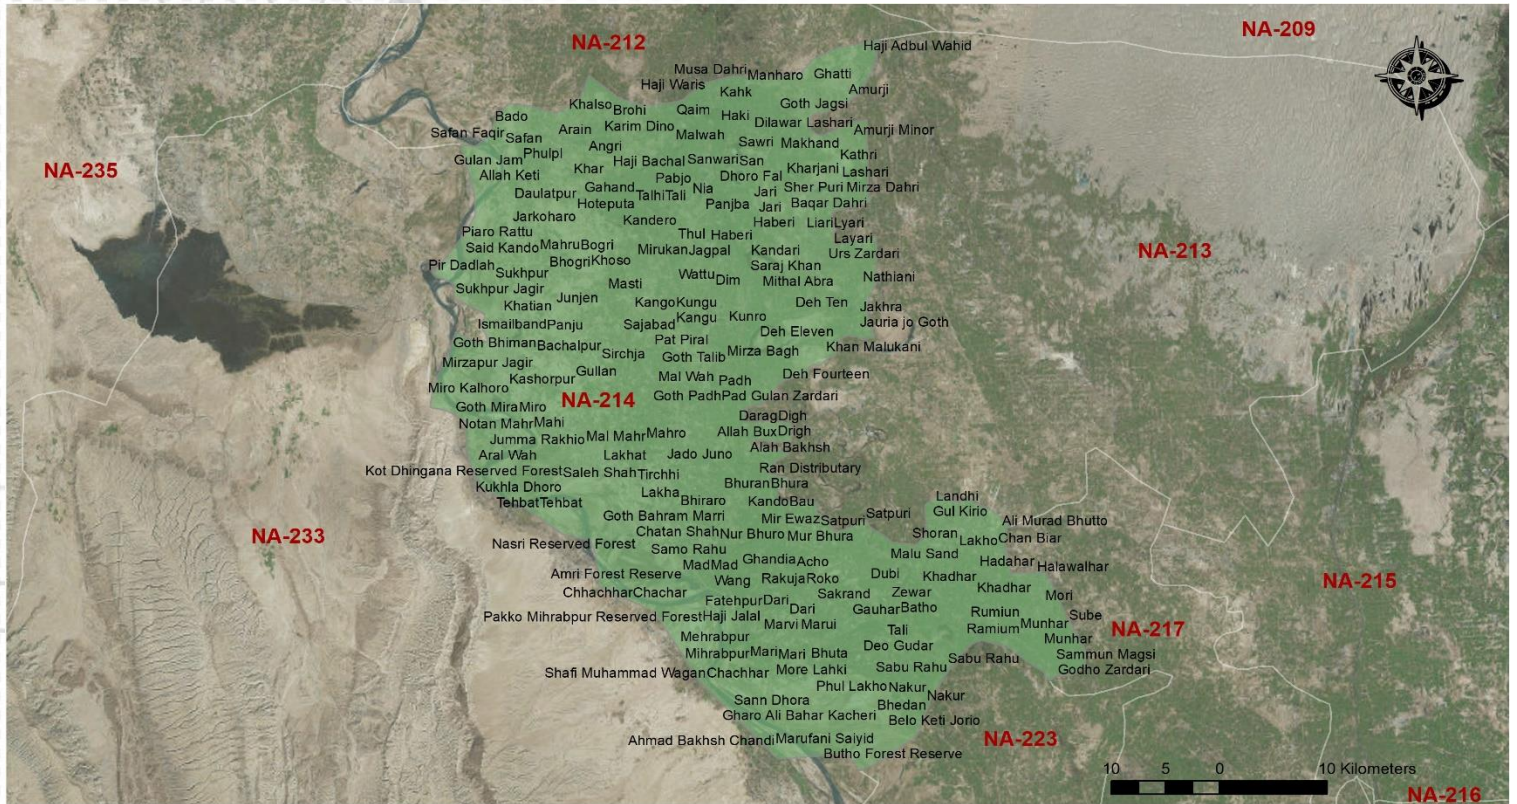 NA-209
NA-212
Haji Adbul Wahid
Musa Dahri
Manharo
Ghatti
Haji Waris
Kahk
Amurji
Khalso
Brohi
Qaim
Haki
Goth Jagsi
Bado
Arain
Karim Dino
Malwah
Dilawar Lashari
Amurji Minor
Safan Faqir
Safan
Phulpl
Angri
Sawri
Makhand
Gulan Jam
Khar
Haji Bachal
Sanwari
San
Kharjani
Kathri
Allah Keti
Pabjo
Dhoro Fal
Lashari
NA-235
Daulatpur
Gahand
Talhi
Tali
Nia
Jari
Sher Puri
Mirza Dahri
Hoteputa
Panjba
Jari
Baqar Dahri
Jarkoharo
Kandero
Haberi
Liari
Lyari
Piaro Rattu
Thul
Haberi
Layari
Said Kando
Mahru
Bogri
Mirukan
Jagpal
Kandari
Urs Zardari
NA-213
Pir Dadlah
Sukhpur
Bhogri
Khoso
Wattu
Dim
Saraj Khan
Nathiani
Sukhpur Jagir
Masti
Mithal Abra
Khatian
Junjen
Kango
Kungu
Deh Ten
Jakhra
Ismailband
Panju
Sajabad
Kangu
Kunro
Deh Eleven
Jauria jo Goth
Goth Bhiman
Bachalpur
Pat Piral
Mirza Bagh
Khan Malukani
Mirzapur Jagir
Sirchja
Goth Talib
Kashorpur
Gullan
Mal Wah
Padh
Deh Fourteen
Miro Kalhoro
NA-214
Goth Padh
Pad
Gulan Zardari
Goth Mira
Miro
Darag
Digh
Notan Mahr
Mahi
Allah Bux
Drigh
Jumma Rakhio
Mal Mahr
Mahro
Alah Bakhsh
Aral Wah
Lakhat
Jado Juno
Kot Dhingana Reserved Forest
Saleh Shah
Tirchhi
Ran Distributary
Kukhla Dhoro
Lakha
Bhuran
Bhura
Tehbat
Tehbat
Bhiraro
Kando
Bau
Landhi
Goth Bahram Marri
Mir Ewaz
Satpuri
Satpuri
Gul Kirio
Ali Murad Bhutto
NA-233
Chatan Shah
Nur Bhuro
Mur Bhura
Shoran
Lakho
Chan Biar
Nasri Reserved Forest
Samo Rahu
Malu Sand
Hadahar
Halawalhar
Mad
Mad
Ghandia
Acho
Amri Forest Reserve
Wang
Rakuja
Roko
Dubi
Khadhar
Khadhar
NA-215
Chhachhar
Chachar
Fatehpur
Dari
Sakrand
Zewar
Mori
Pakko Mihrabpur Reserved Forest
Haji Jalal
Dari
Gauhar
Batho
Rumiun
Sube
Marvi
Marui
Tali
Ramium
Munhar
NA-217
Mehrabpur
Deo Gudar
Munhar
Mihrabpur
Mari
Mari
Bhuta
Sabu Rahu
Sammun Magsi
Shafi Muhammad Wagan
Chachhar
More Lahki
Sabu Rahu
Godho Zardari
Phul Lakho
Nakur
Nakur
Sann Dhora
Bhedan
Gharo Ali Bahar Kacheri
Belo Keti Jorio
Ahmad Bakhsh Chandi
Marufani Saiyid
NA-223
Butho Forest Reserve
10 5 0 10 Kilometers
NA-216